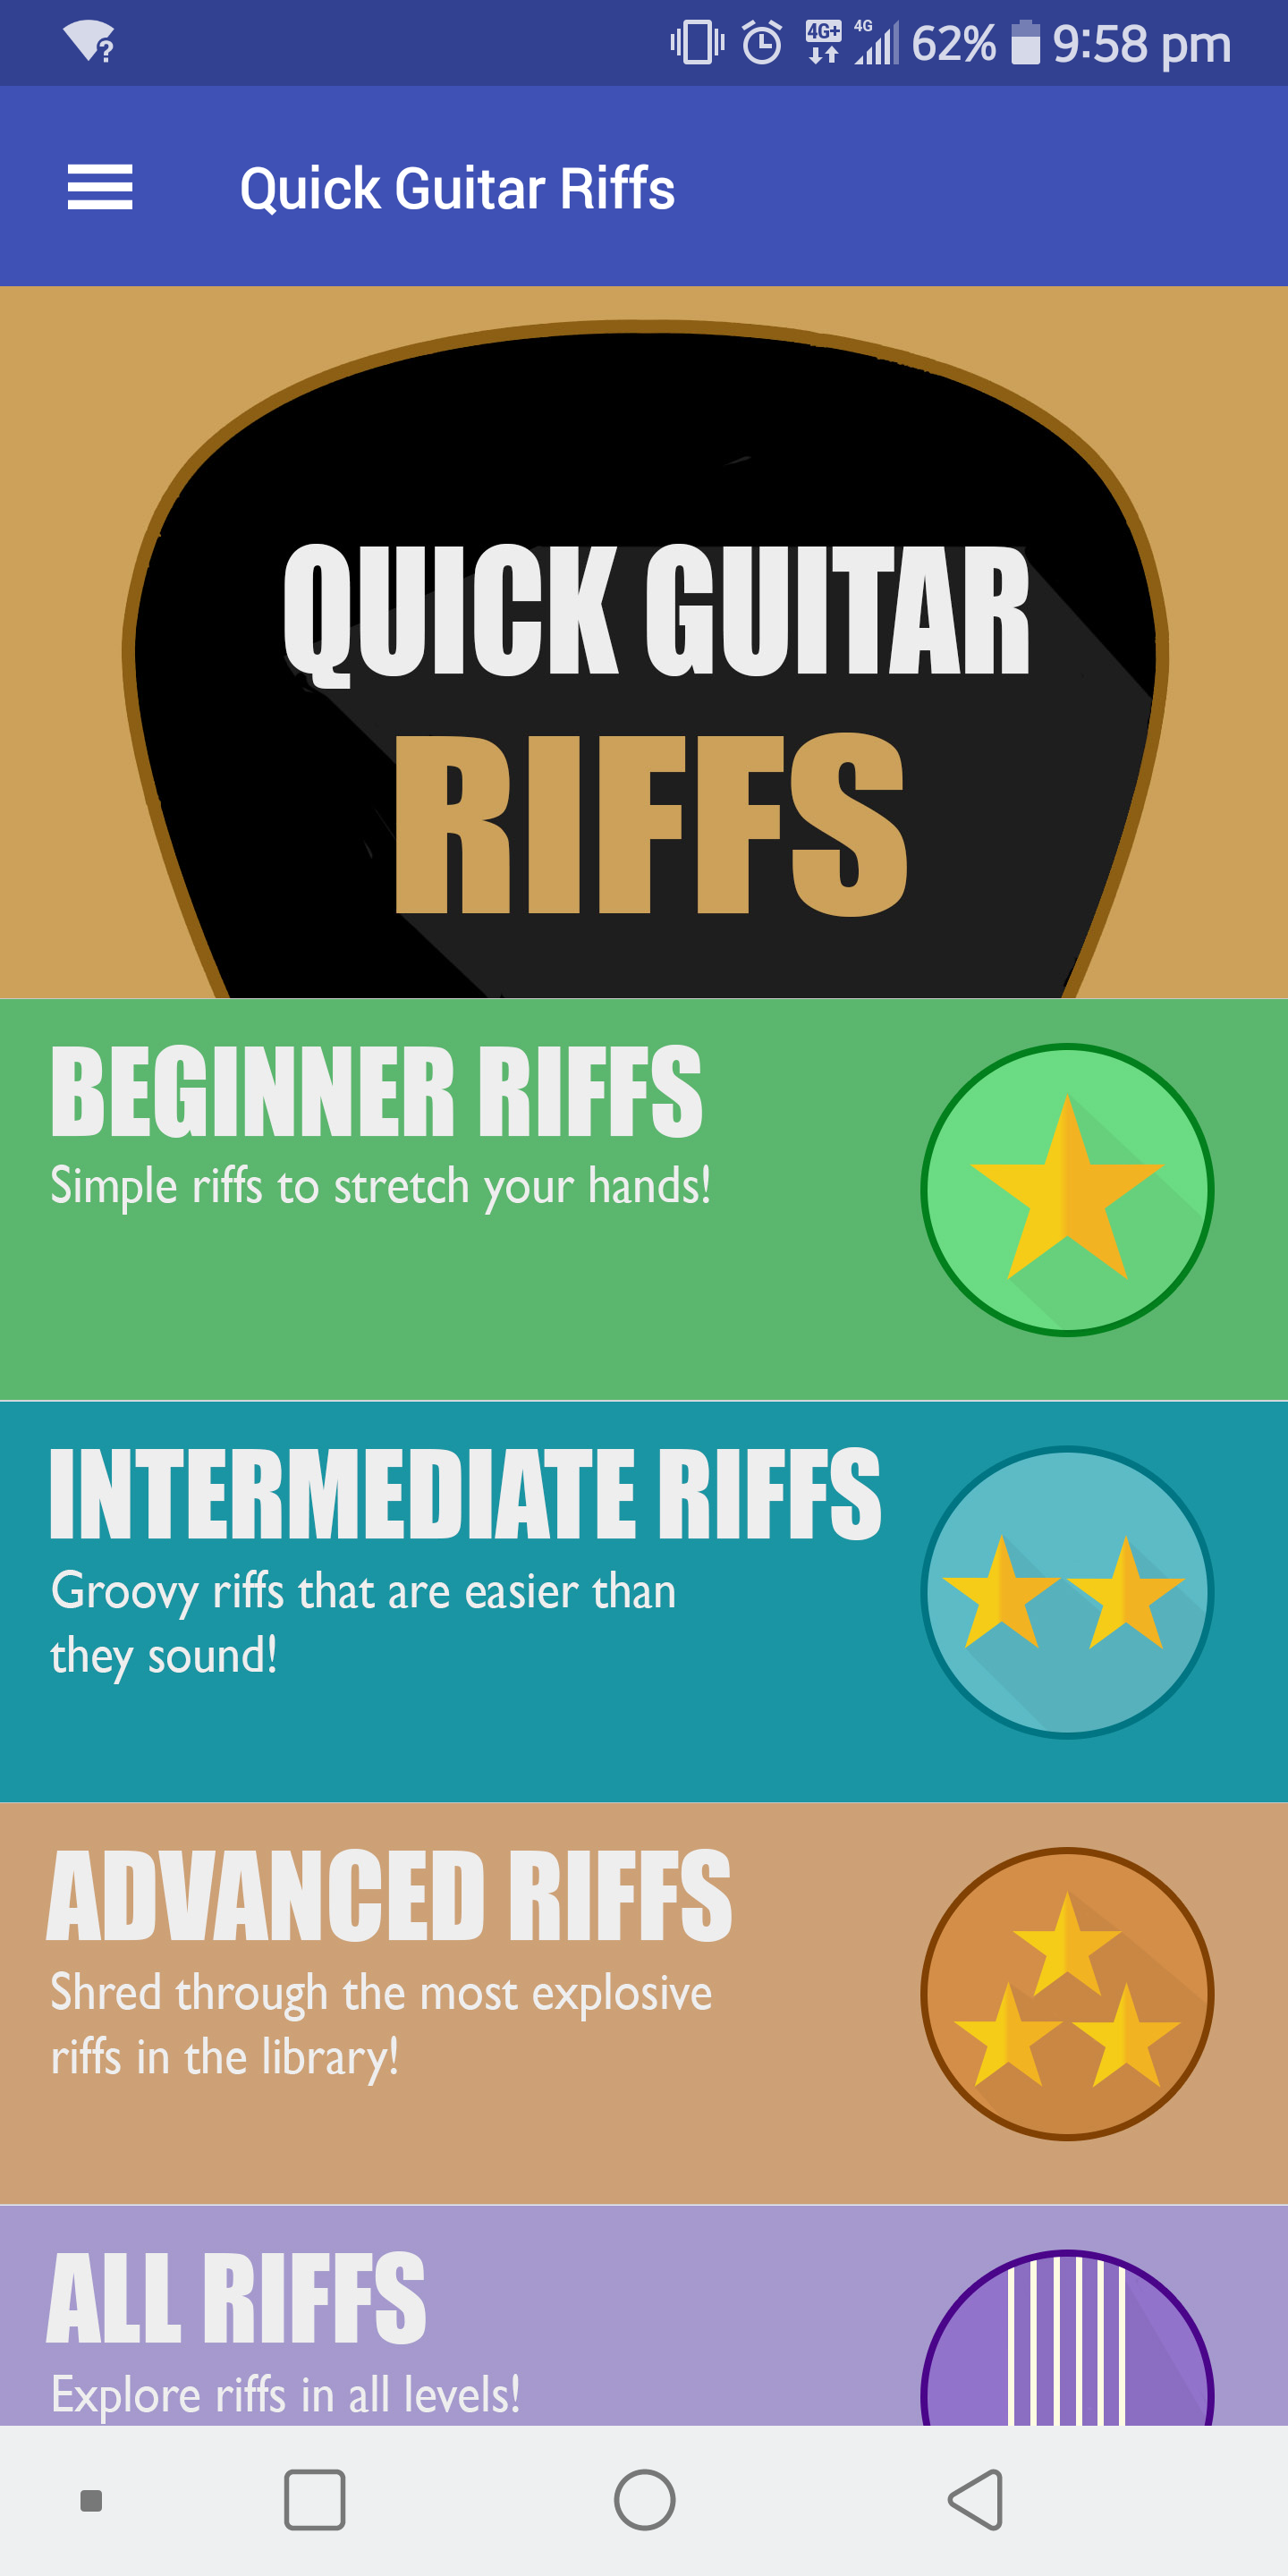 ?
4G+
4G
62%
9:58 pm
Quick Guitar Riffs
QUICK GUITAR
RIFFS
BEGINNER RIFFS
Simple riffs to stretch your hands!
INTERMEDIATE RIFFS
Groovy riffs that are easier than
they sound!
ADVANCED RIFFS
Shred through the most explosive
riffs in the library!
ALL RIFFS
Explore riffs in all levels!